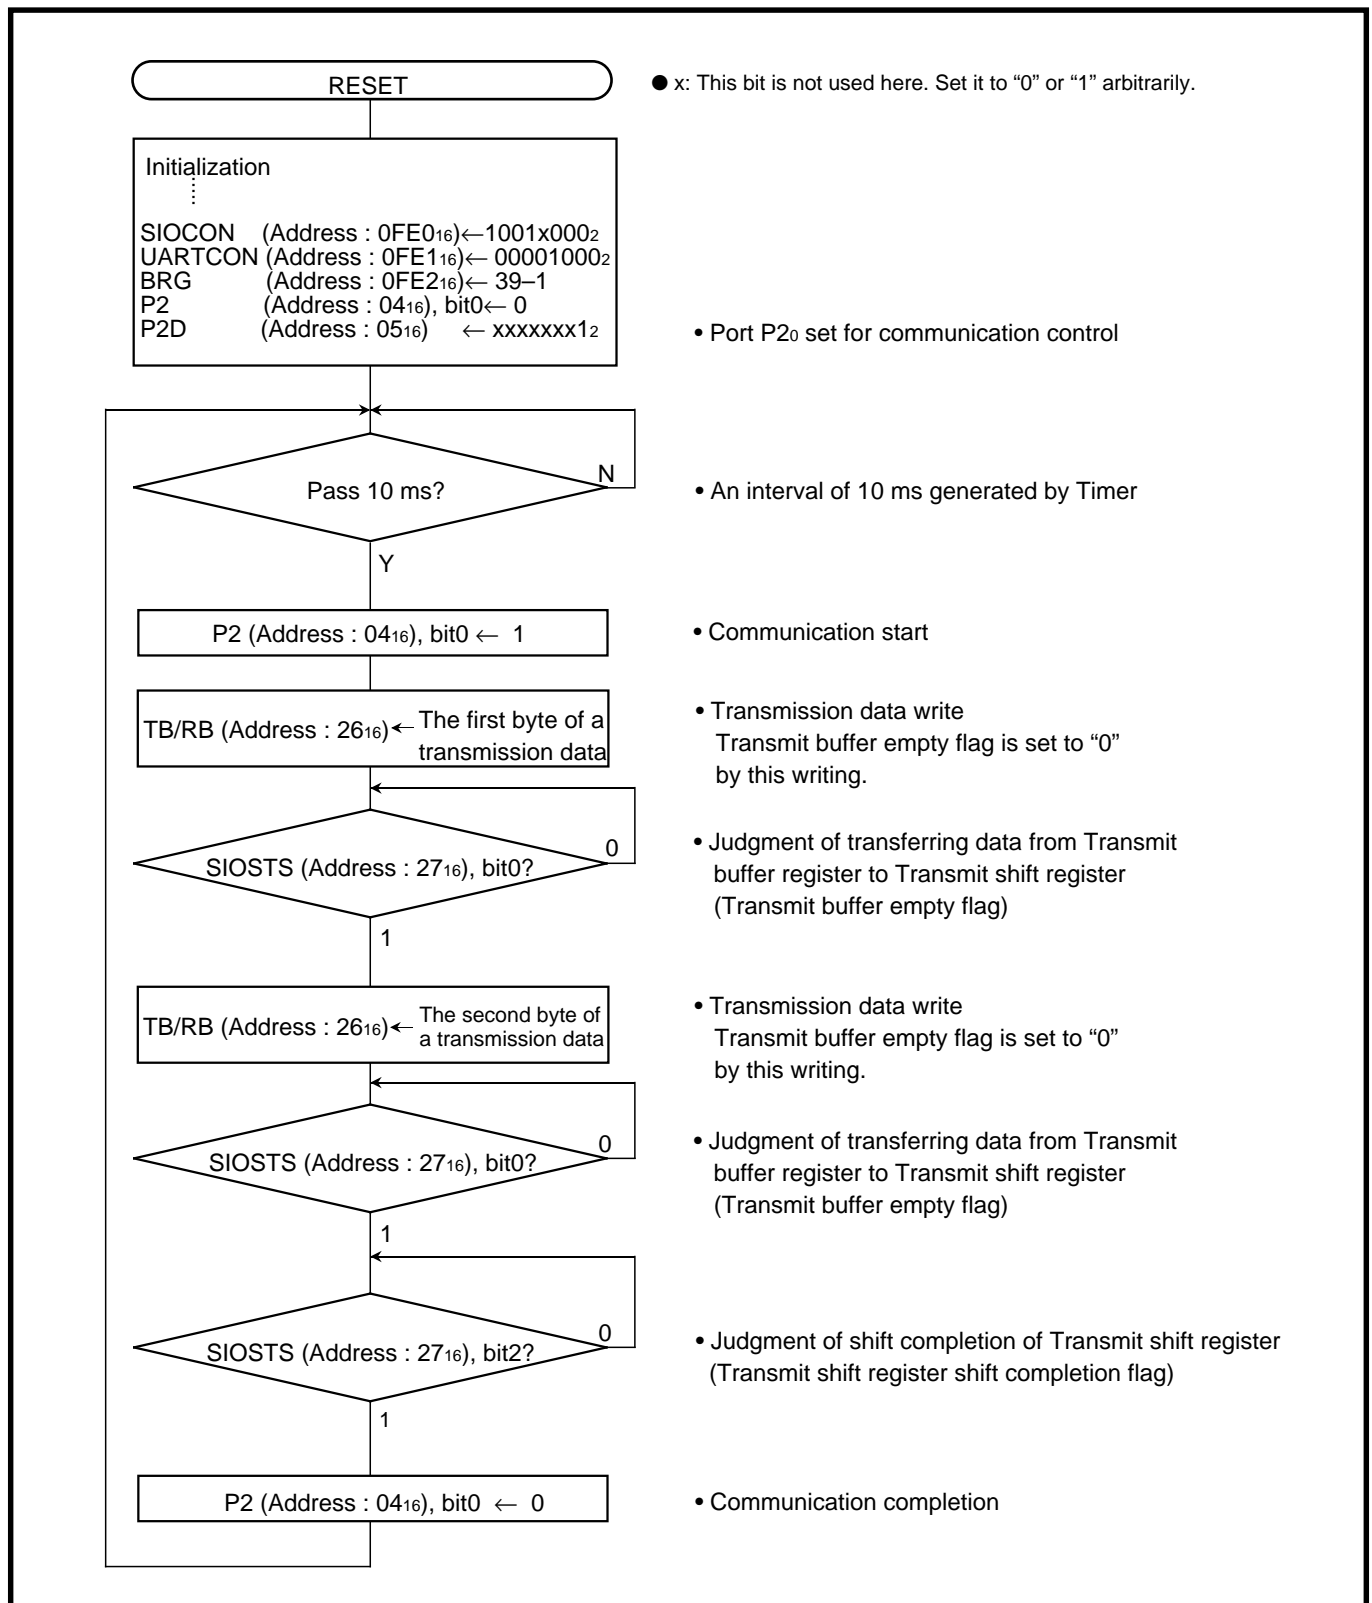 RESET
● x: This bit is not used here. Set it to “0” or “1” arbitrarily.
Initialization
SIOCON (Address : 0FE016)←1001x0002
UARTCON (Address : 0FE116)← 000010002
BRG (Address : 0FE216)← 39–1
P2 (Address : 0416), bit0← 0
P2D (Address : 0516) ← xxxxxxx12
• Port P20 set for communication control
Pass 10 ms?
N
• An interval of 10 ms generated by Timer
Y
P2 (Address : 0416), bit0 ← 1
• Communication start
TB/RB (Address : 2616)← The first byte of a
transmission data
• Transmission data write
Transmit buffer empty flag is set to “0”
by this writing.
SIOSTS (Address : 2716), bit0?
0
• Judgment of transferring data from Transmit
buffer register to Transmit shift register
(Transmit buffer empty flag)
1
TB/RB (Address : 2616)← The second byte of
a transmission data
• Transmission data write
Transmit buffer empty flag is set to “0”
by this writing.
SIOSTS (Address : 2716), bit0?
0
• Judgment of transferring data from Transmit
buffer register to Transmit shift register
(Transmit buffer empty flag)
1
SIOSTS (Address : 2716), bit2?
0
• Judgment of shift completion of Transmit shift register
(Transmit shift register shift completion flag)
1
P2 (Address : 0416), bit0 ← 0
• Communication completion